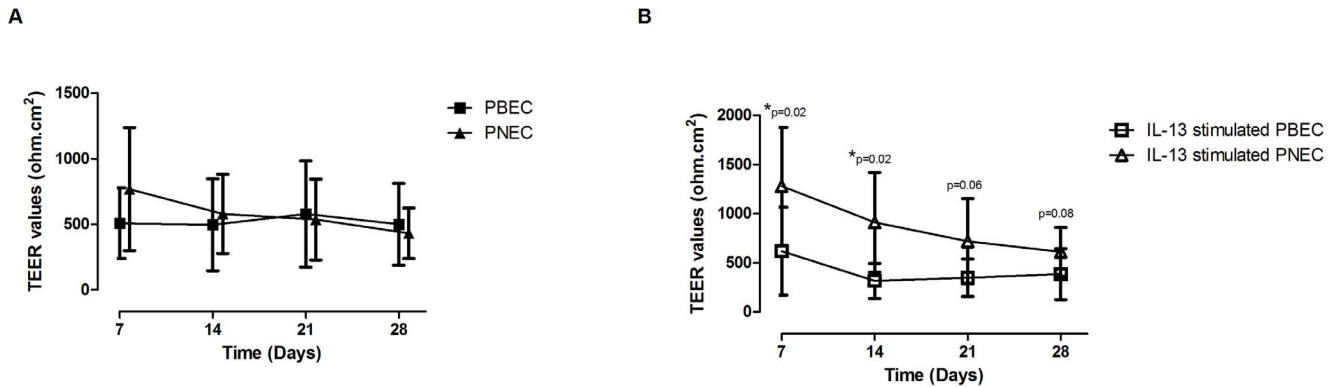 A
TEER values (ohm.cm²)
1500
1000
500
0
7 14 21 28
Time (Days)
PBEC
PNEC
B
TEER values (ohm.cm²)
2000
1500
1000
500
0
*p=0.02
*p=0.02
p=0.06
p=0.08
7 14 21 28
Time (Days)
IL-13 stimulated PBEC
IL-13 stimulated PNEC